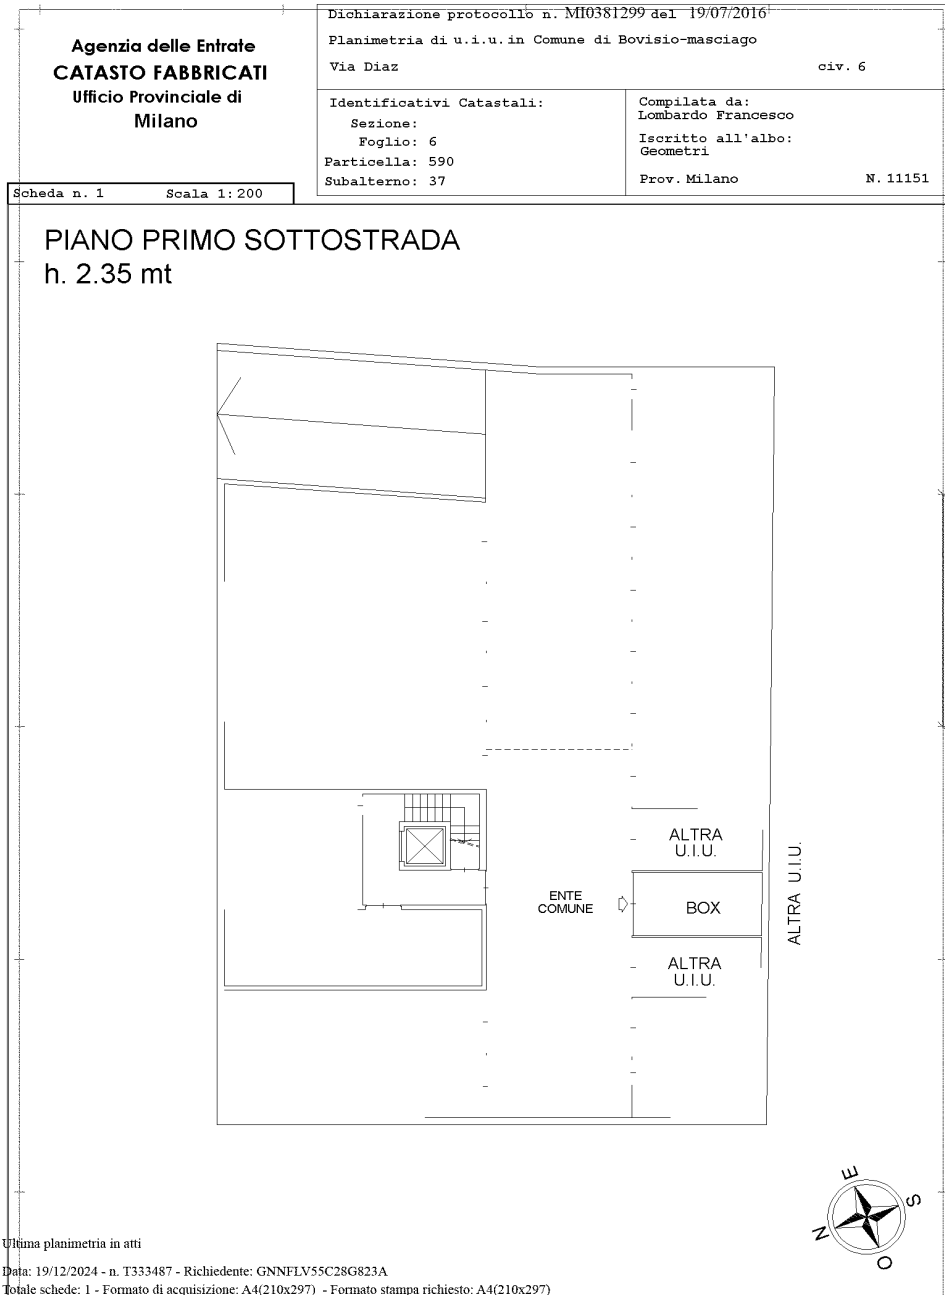 Agenzia delle Entrate
CATASTO FABBRICATI
Ufficio Provinciale di
Milano
Dichiarazione protocollo n. MI0381299 del 19/07/2016
Planimetria di u.i.u. in Comune di Bovisio-masciago
Via Diaz civ. 6
Identificativi Catastali:
Sezione:
Foglio: 6
Particella: 590
Subalterno: 37
Compilata da:
Lombardo Francesco
Iscritto all'albo:
Geometri
Prov. Milano N. 11151
Scheda n. 1 Scala 1:200
PIANO PRIMO SOTTOSTRADA
h. 2.35 mt
ALTRA
U.I.U.
ENTE
COMUNE
BOX
ALTRA U.I.U.
ALTRA
U.I.U.
E
S
N
O
Ultima planimetria in atti
Data: 19/12/2024 - n. T333487 - Richiedente: GNNFLV55C28G823A
Totale schede: 1 - Formato di acquisizione: A4(210x297) - Formato stampa richiesto: A4(210x297)